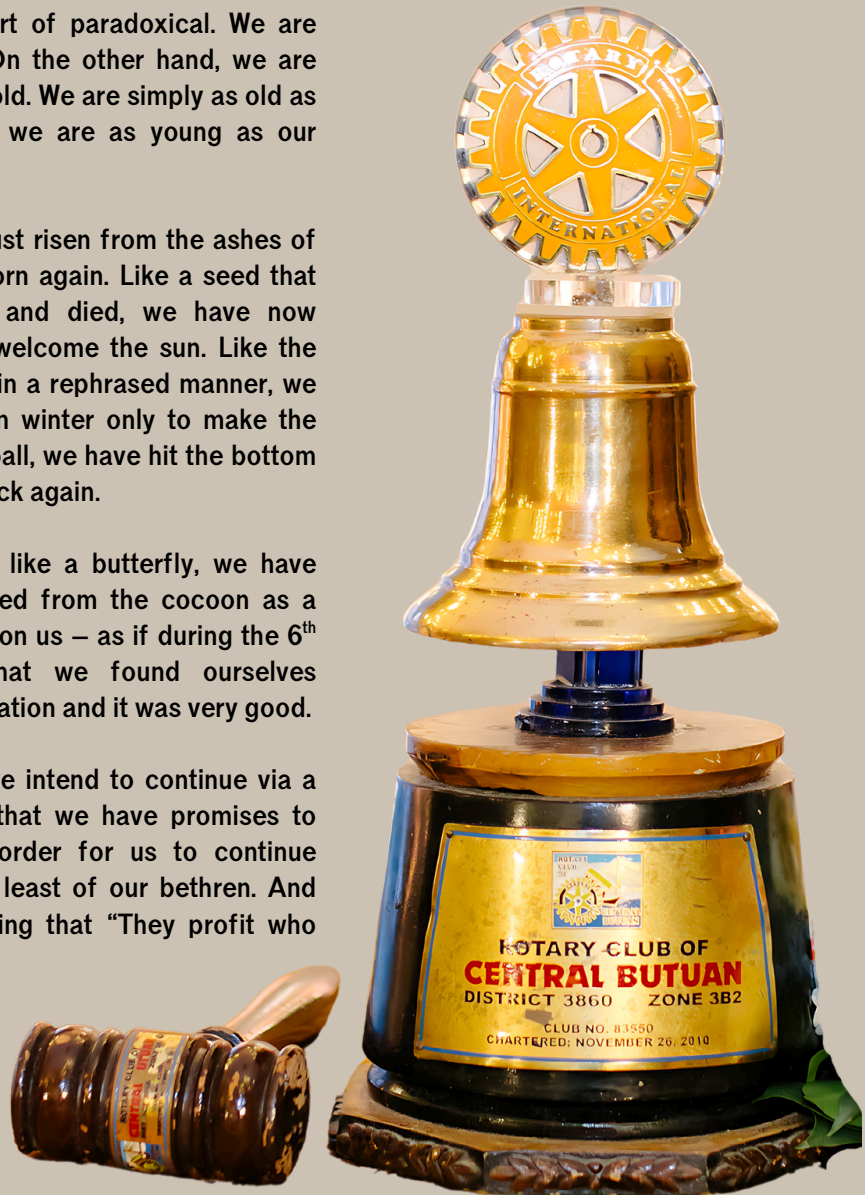 rt of paradoxical. We are
On the other hand, we are
old. We are simply as old as
we are as young as our
ust risen from the ashes of
orn again. Like a seed that
and died, we have now
welcome the sun. Like the
in a rephrased manner, we
n winter only to make the
ball, we have hit the bottom
ck again.
like a butterfly, we have
ed from the cocoon as a
on us – as if during the 6th
hat we found ourselves
ation and it was very good.
e intend to continue via a
that we have promises to
order for us to continue
least of our bethren. And
ing that “They profit who
ROTARY
INTERNATIONAL
ROTARY CLUB OF
CENTRAL BUTUAN
DISTRICT 3860 ZONE 3B2
CLUB NO. 83550
CHARTERED: NOVEMBER 26, 2010
ROTARY CLUB OF
CENTRAL BUTUAN